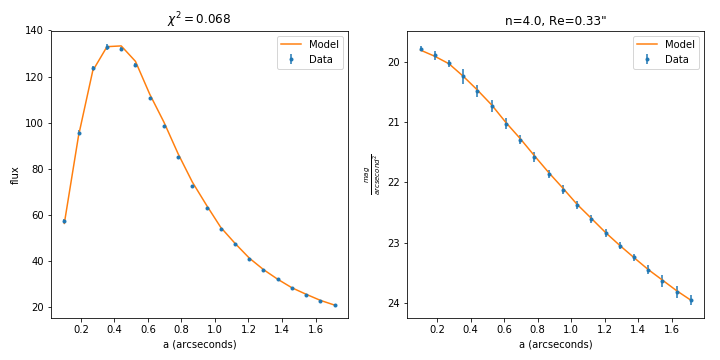 χ² = 0.068
140
120
100
80
60
40
20
flux
0.2 0.4 0.6 0.8 1.0 1.2 1.4 1.6
a (arcseconds)
Model
Data
n=4.0, Re=0.33"
20
21
22
23
24
mag
arcsecond²
0.2 0.4 0.6 0.8 1.0 1.2 1.4 1.6
a (arcseconds)
Model
Data